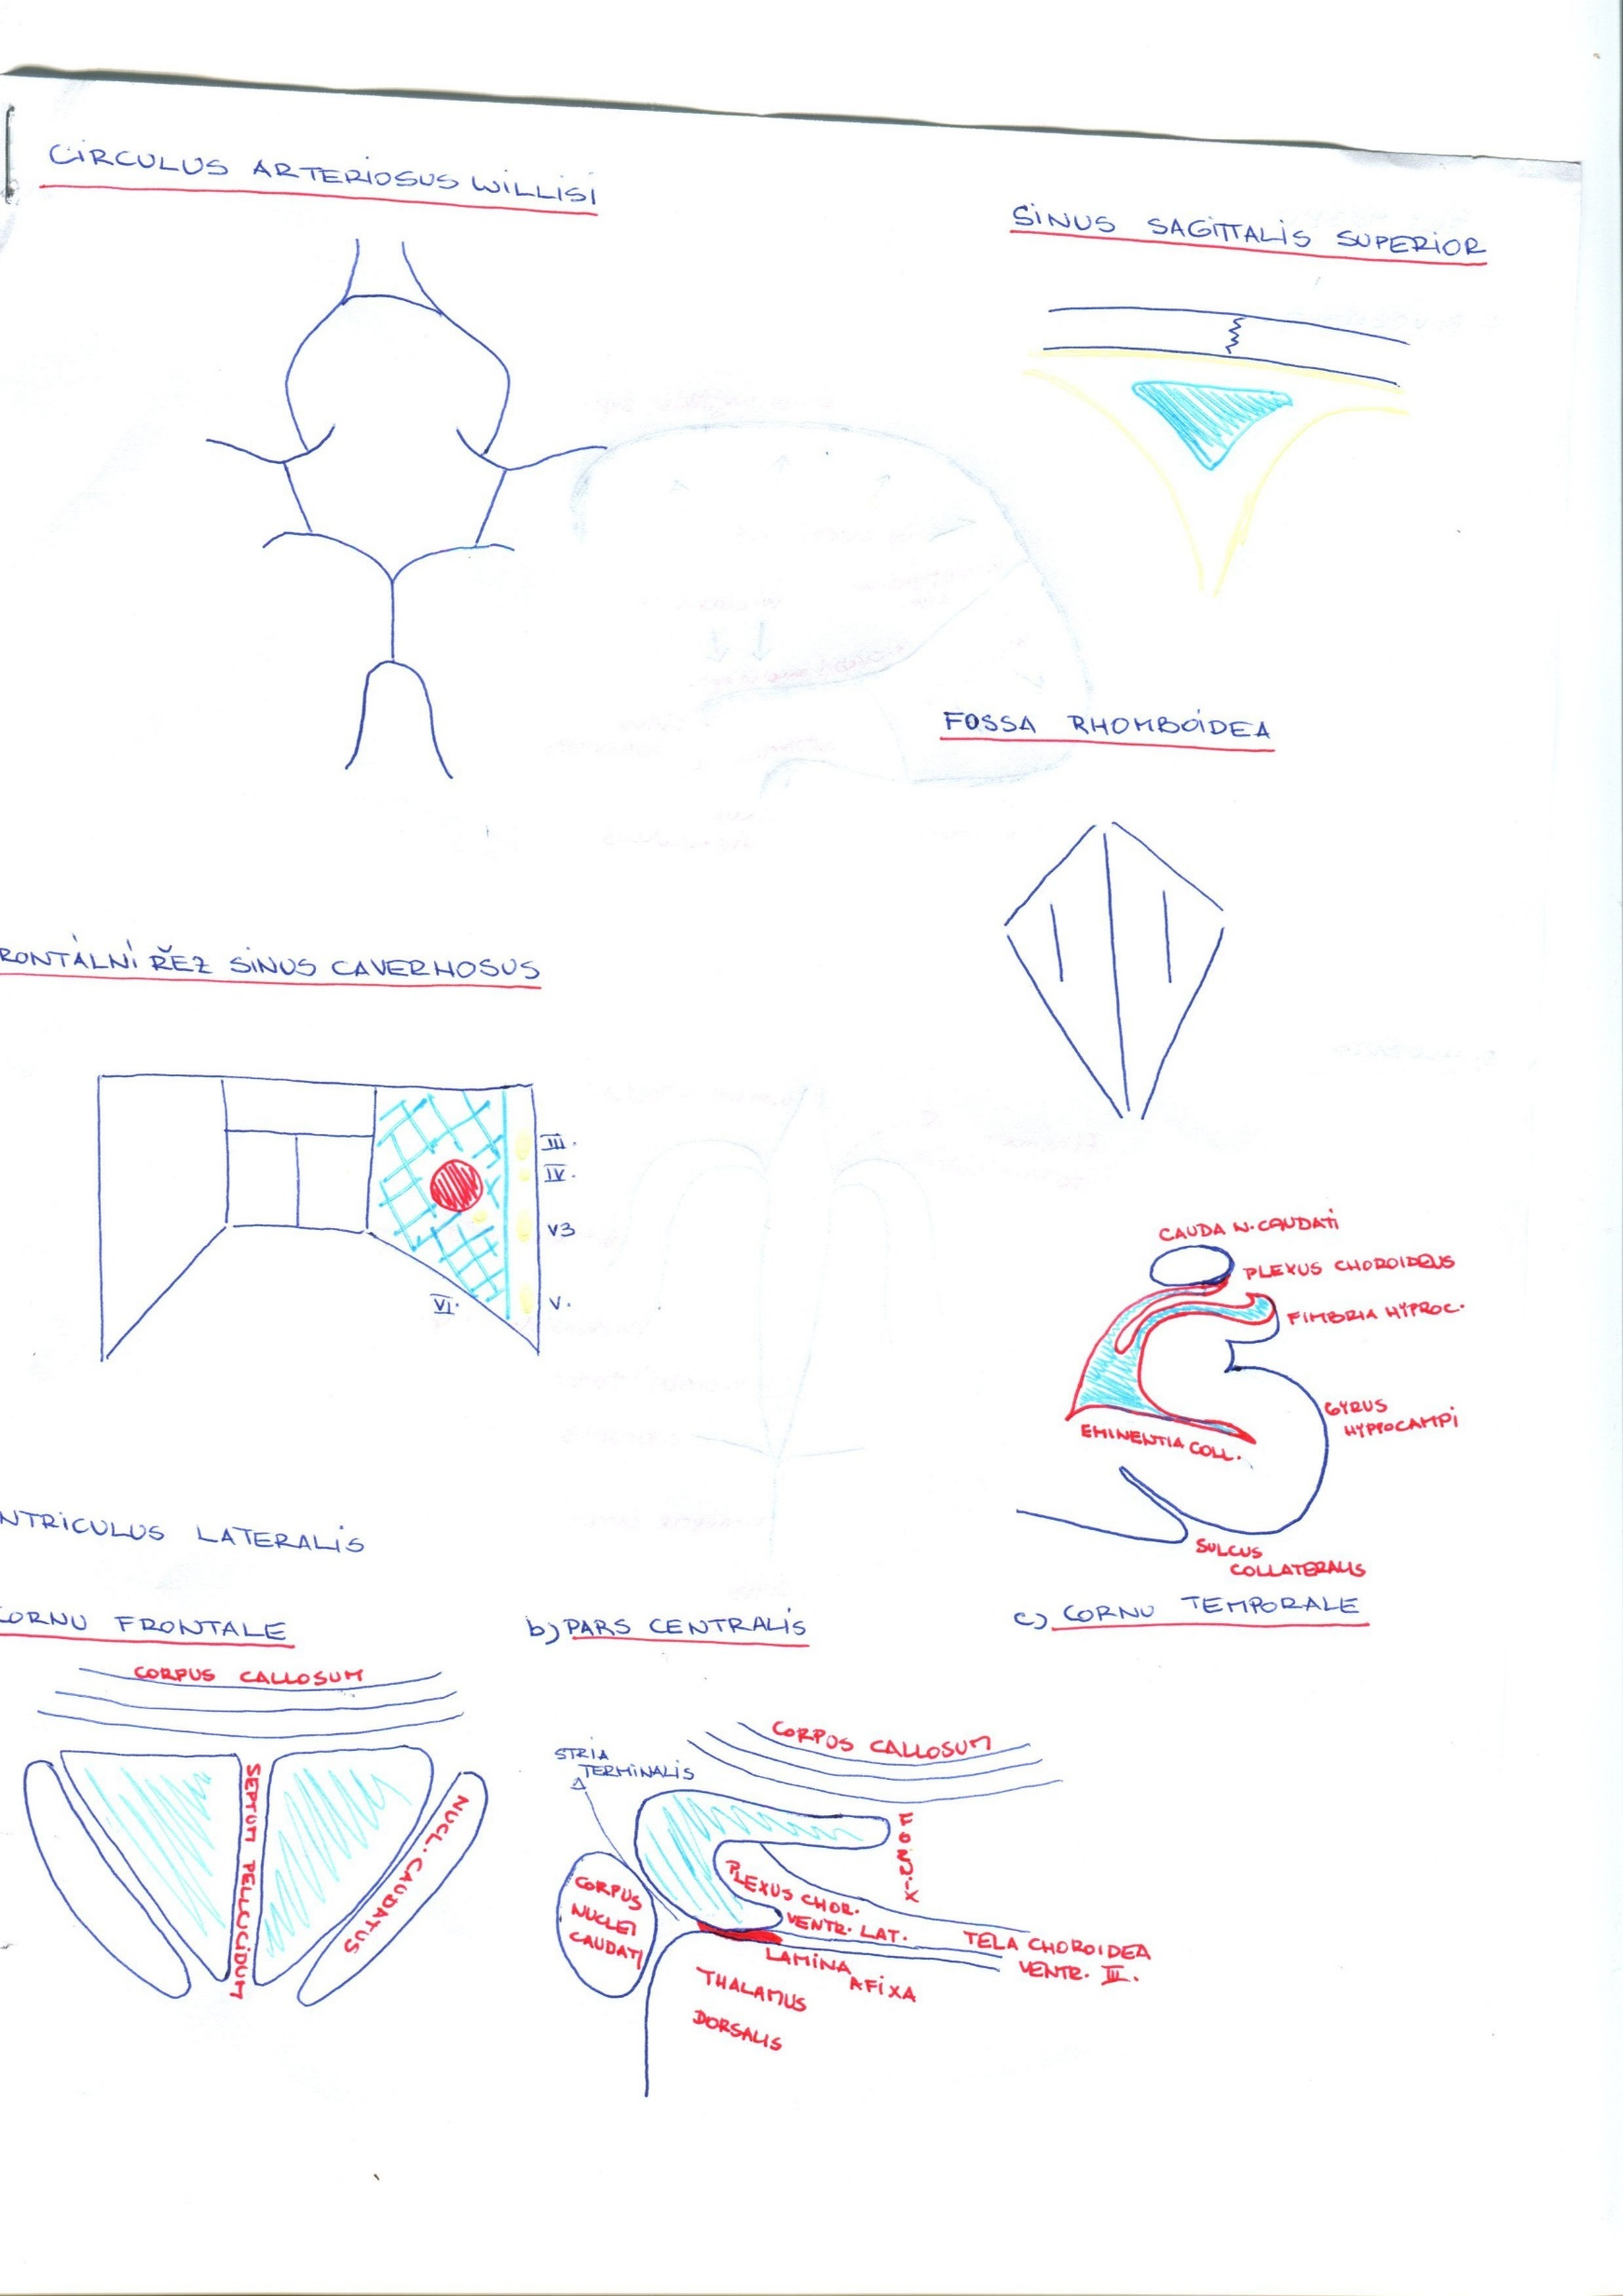 CIRCULUS ARTERIOSUS WILLISI
SINUS SAGITTALIS SUPERIOR
FOSSA RHOMBOIDEA
RONTÁLNÍ ŘEZ SINUS CAVERNOSUS
III.
IV.
V3
V.
VI.
CAUDA N. CAUDATI
PLEXUS CHOROIDEUS
FIMBRIA HYPROC.
GYRUS
HYPPOCAMPI
EMINENTIA COLL.
SULCUS
COLLATERALIS
c) CORNU TEMPORALE
NTRICULUS LATERALIS
CORNU FRONTALE
CORPUS CALLOSUM
SEPTUM PELLUCIDUM
NUCL. CAUDATUS
b) PARS CENTRALIS
CORPUS CALLOSUM
STRIA
TERMINALIS
FORNIX
CORPUS
NUCLEI
CAUDATI
PLEXUS CHOR.
VENTR. LAT.
TELA CHOROIDEA
VENTR. III.
LAMINA
AFIXA
THALAMUS
DORSALIS